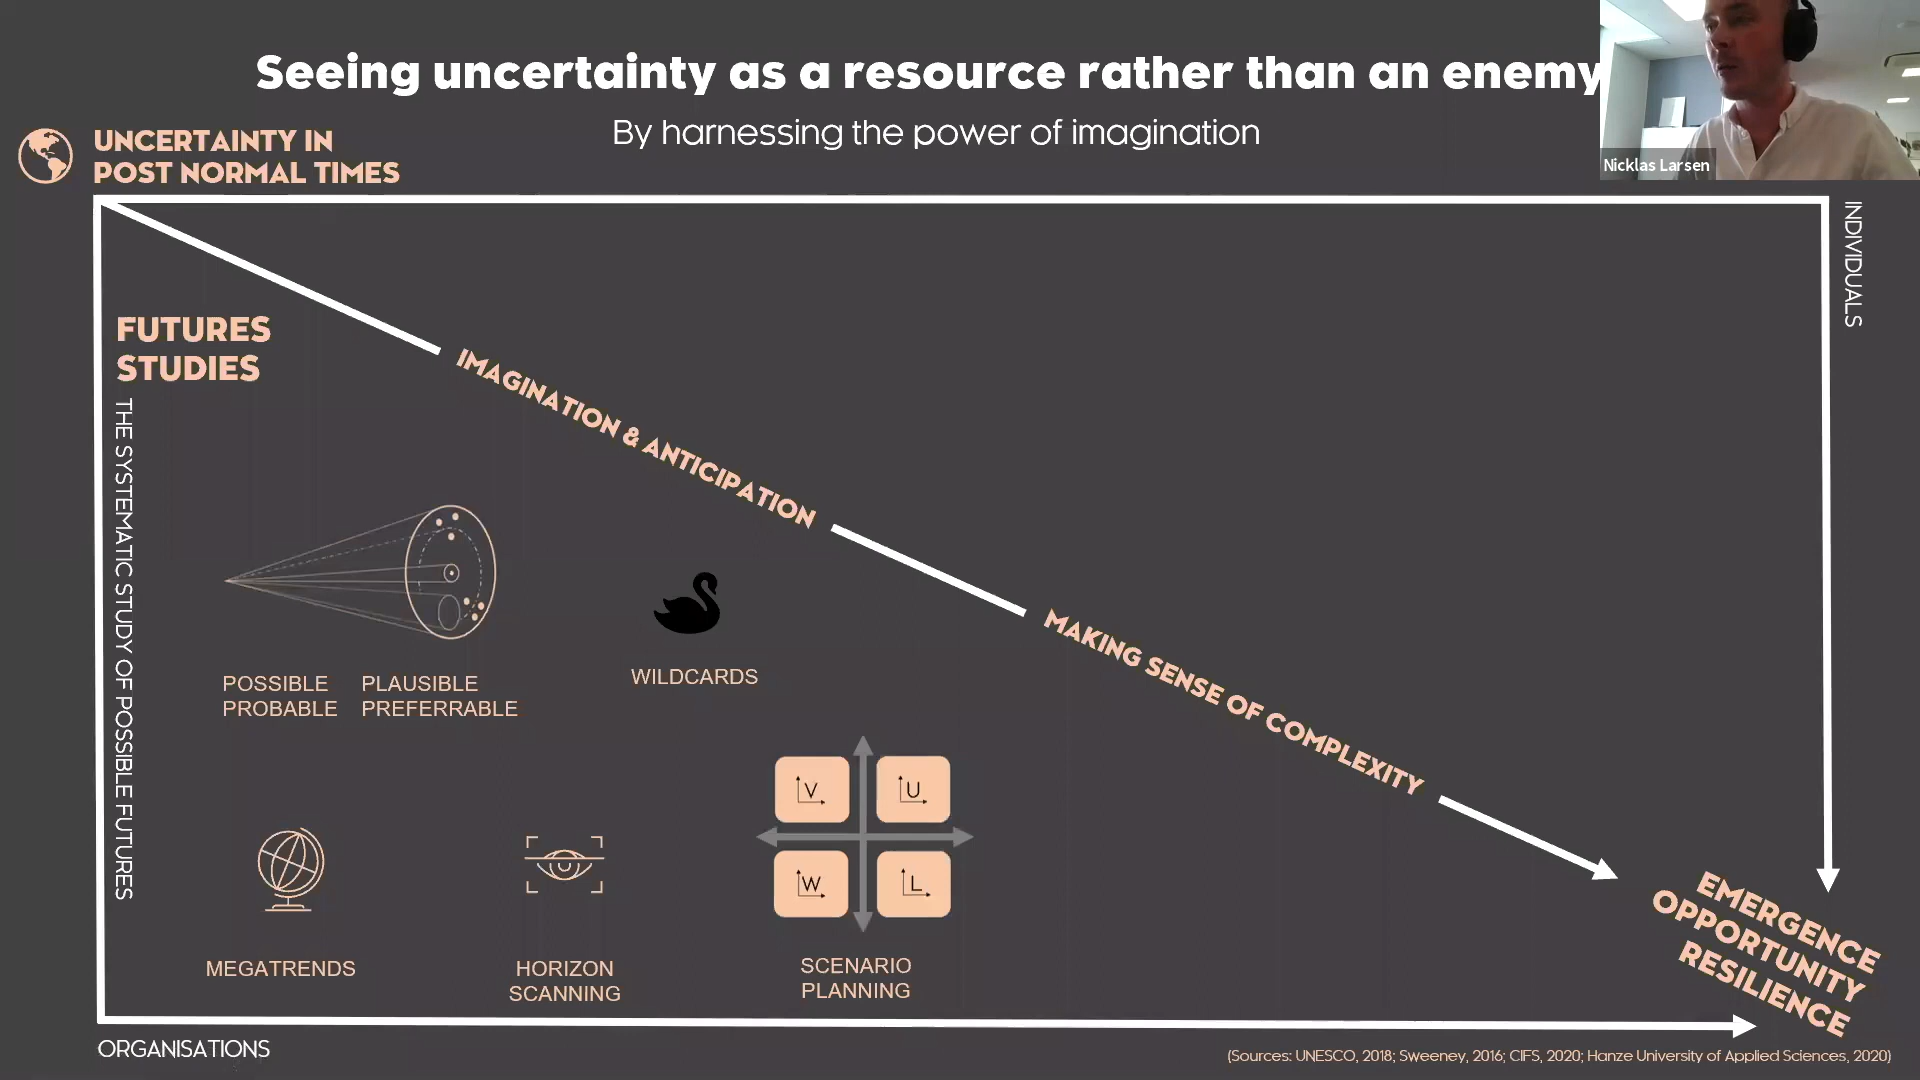 Seeing uncertainty as a resource rather than an enemy
By harnessing the power of imagination
Nicklas Larsen
UNCERTAINTY IN
POST NORMAL TIMES
INDIVIDUALS
FUTURES
STUDIES
THE SYSTEMATIC STUDY OF POSSIBLE FUTURES
IMAGINATION & ANTICIPATION
MAKING SENSE OF COMPLEXITY
EMERGENCE
OPPORTUNITY
RESILIENCE
POSSIBLE PLAUSIBLE
PROBABLE PREFERRABLE
WILDCARDS
V U
W L
MEGATRENDS
HORIZON
SCANNING
SCENARIO
PLANNING
ORGANISATIONS
(Sources: UNESCO, 2018; Sweeney, 2016; CIFS, 2020; Hanze University of Applied Sciences, 2020)